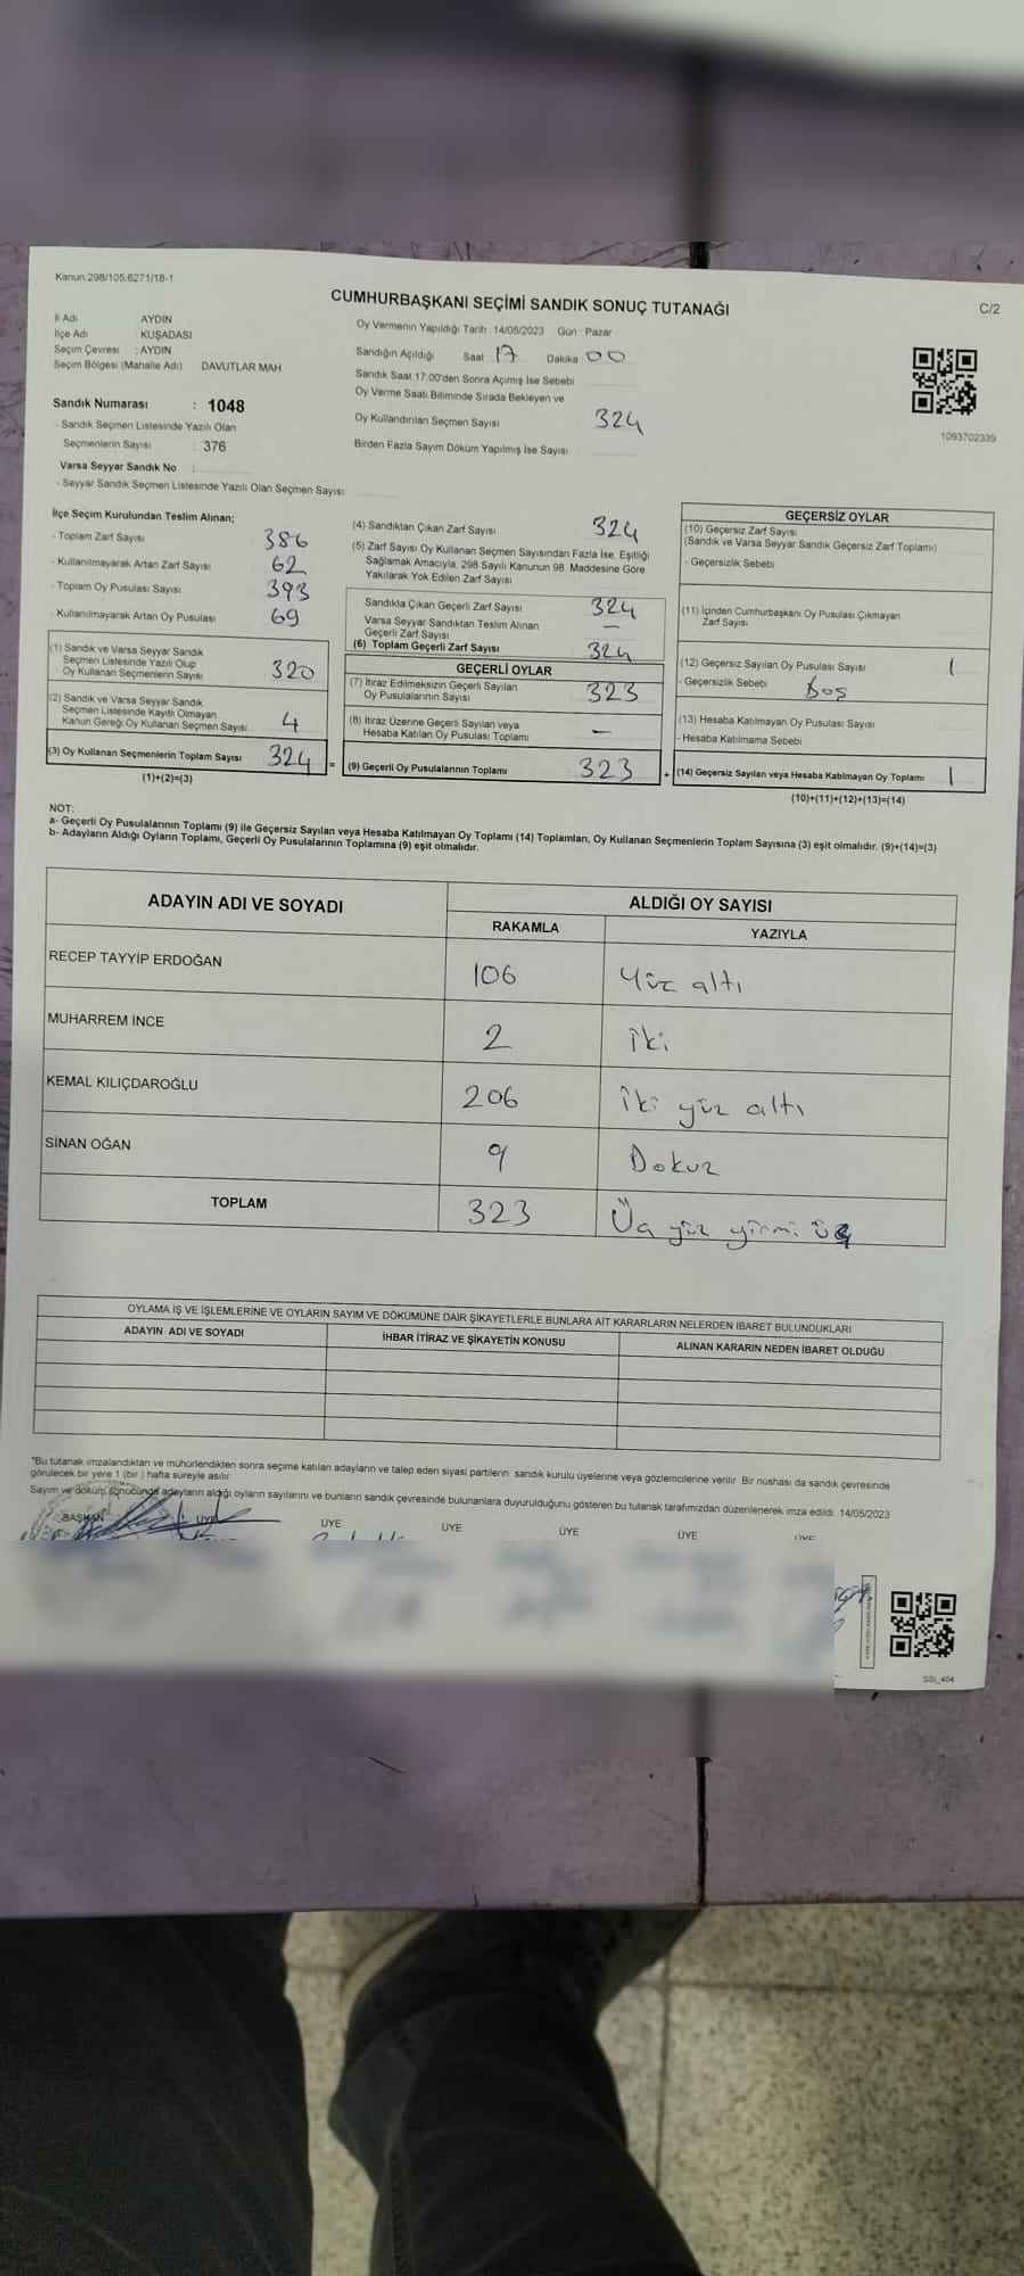 Kanun.298/105.6271/18-1
CUMHURBAŞKANI SEÇİMİ SANDIK SONUÇ TUTANAĞI
C/2
İl Adı AYDIN
İlçe Adı KUŞADASI
Seçim Çevresi : AYDIN
Seçim Bölgesi (Mahalle Adı) DAVUTLAR MAH
Oy Vermenin Yapıldığı Tarih : 14/05/2023 Gün : Pazar
Sandığın Açıldığı Saat 17 Dakika 00
Sandık Saat 17:00'den Sonra Açımış İse Sebebi
Oy Verme Saati Bitiminde Sırada Bekleyen ve
Oy Kullandırılan Seçmen Sayısı 324
Birden Fazla Sayım Döküm Yapılmış İse Sayısı
1093702339
Sandık Numarası : 1048
- Sandık Seçmen Listesinde Yazılı Olan
Seçmenlerin Sayısı : 376
Varsa Seyyar Sandık No :
- Seyyar Sandık Seçmen Listesinde Yazılı Olan Seçmen Sayısı:
İlçe Seçim Kurulundan Teslim Alınan;
- Toplam Zarf Sayısı 386
- Kullanılmayarak Artan Zarf Sayısı 62
- Toplam Oy Pusulası Sayısı 393
- Kullanılmayarak Artan Oy Pusulası 69
(1) Sandık ve Varsa Seyyar Sandık
Seçmen Listesinde Yazılı Olup
Oy Kullanan Seçmenlerin Sayısı 320
(2) Sandık ve Varsa Seyyar Sandık
Seçmen Listesinde Kayıtlı Olmayan
Kanun Gereği Oy Kullanan Seçmen Sayısı 4
(3) Oy Kullanan Seçmenlerin Toplam Sayısı 324 =
(1)+(2)=(3)
(4) Sandıktan Çıkan Zarf Sayısı 324
(5) Zarf Sayısı Oy Kullanan Seçmen Sayısından Fazla İse, Eşitliği
Sağlamak Amacıyla, 298 Sayılı Kanunun 98. Maddesine Göre
Yakılarak Yok Edilen Zarf Sayısı
Sandıkta Çıkan Geçerli Zarf Sayısı 324
Varsa Seyyar Sandıktan Teslim Alınan
Geçerli Zarf Sayısı —
(6) Toplam Geçerli Zarf Sayısı 324
GEÇERLİ OYLAR
(7) İtiraz Edilmeksizin Geçerli Sayılan
Oy Pusulalarının Sayısı 323
(8) İtiraz Üzerine Geçerli Sayılan veya
Hesaba Katılan Oy Pusulası Toplamı —
(9) Geçerli Oy Pusulalarının Toplamı 323 +
GEÇERSİZ OYLAR
(10) Geçersiz Zarf Sayısı
(Sandık ve Varsa Seyyar Sandık Geçersiz Zarf Toplamı)
- Geçersizlik Sebebi
(11) İçinden Cumhurbaşkanı Oy Pusulası Çıkmayan
Zarf Sayısı
(12) Geçersiz Sayılan Oy Pusulası Sayısı 1
- Geçersizlik Sebebi Boş
(13) Hesaba Katılmayan Oy Pusulası Sayısı
- Hesaba Katılmama Sebebi
(14) Geçersiz Sayılan veya Hesaba Katılmayan Oy Toplamı 1
(10)+(11)+(12)+(13)=(14)
NOT:
a- Geçerli Oy Pusulalarının Toplamı (9) ile Geçersiz Sayılan veya Hesaba Katılmayan Oy Toplamı (14) Toplamları, Oy Kullanan Seçmenlerin Toplam Sayısına (3) eşit olmalıdır. (9)+(14)=(3)
b- Adayların Aldığı Oyların Toplamı, Geçerli Oy Pusulalarının Toplamına (9) eşit olmalıdır.
ADAYIN ADI VE SOYADI ALDIĞI OY SAYISI
RAKAMLA YAZIYLA
RECEP TAYYİP ERDOĞAN 106 Yüz altı
MUHARREM İNCE 2 İki
KEMAL KILIÇDAROĞLU 206 İki yüz altı
SİNAN OĞAN 9 Dokuz
TOPLAM 323 Üç yüz yirmi üç
OYLAMA İŞ VE İŞLEMLERİNE VE OYLARIN SAYIM VE DÖKÜMÜNE DAİR ŞİKAYETLERLE BUNLARA AİT KARARLARIN NELERDEN İBARET BULUNDUKLARI
ADAYIN ADI VE SOYADI İHBAR İTİRAZ VE ŞİKAYETİN KONUSU ALINAN KARARIN NEDEN İBARET OLDUĞU
"Bu tutanak imzalandıktan ve mühürlendikten sonra seçime katılan adayların ve talep eden siyasi partilerin sandık kurulu üyelerine veya gözlemcilerine verilir. Bir nüshası da sandık çevresinde
görülecek bir yere 1 (bir ) hafta süreyle asılır.
Sayım ve döküm sonucunda adayların aldığı oyların sayılarını ve bunların sandık çevresinde bulunanlara duyurulduğunu gösteren bu tutanak tarafımızdan düzenlenerek imza edildi. 14/05/2023
BAŞKAN ÜYE ÜYE ÜYE ÜYE ÜYE ÜYE